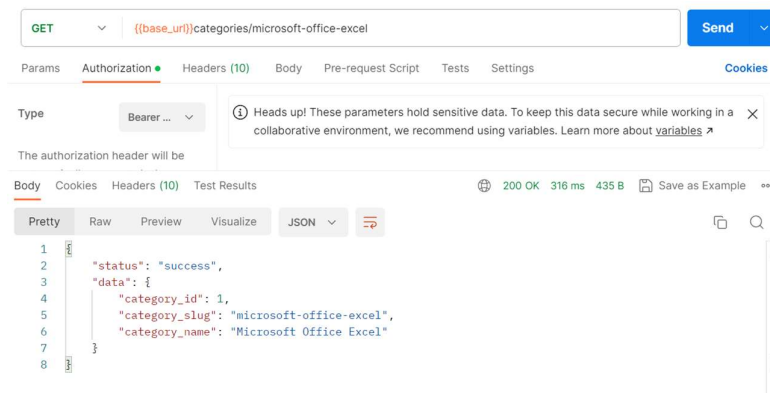 GET {{base_url}}categories/microsoft-office-excel Send
Params Authorization Headers (10) Body Pre-request Script Tests Settings Cookies
Type Bearer ...
Heads up! These parameters hold sensitive data. To keep this data secure while working in a
collaborative environment, we recommend using variables. Learn more about variables ↗
The authorization header will be
Body Cookies Headers (10) Test Results 200 OK 316 ms 435 B Save as Example
Pretty Raw Preview Visualize JSON
1 {
2 "status": "success",
3 "data": {
4 "category_id": 1,
5 "category_slug": "microsoft-office-excel",
6 "category_name": "Microsoft Office Excel"
7 }
8 }